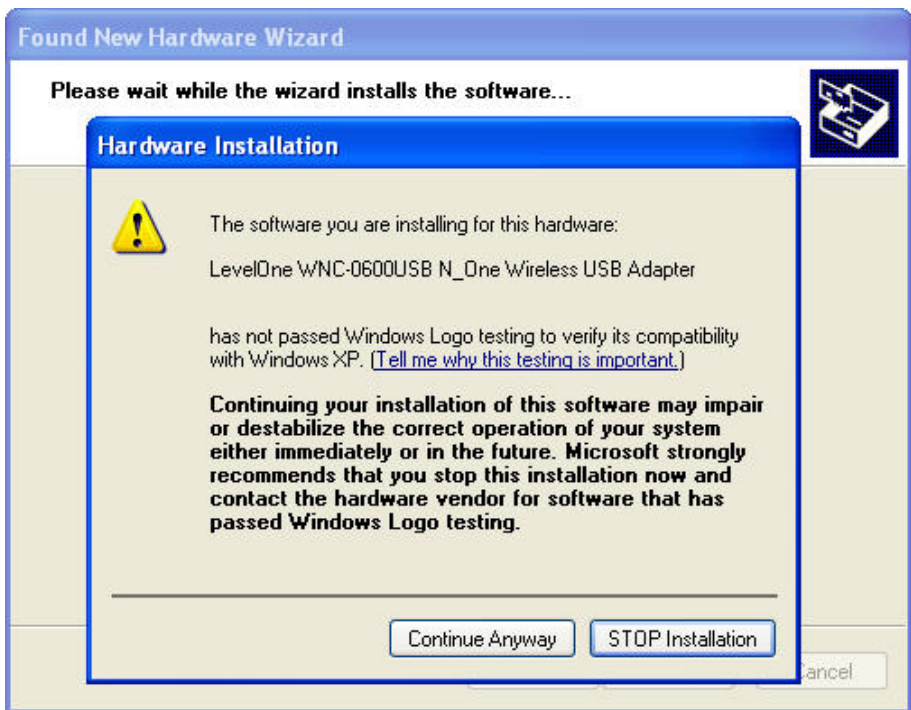 Found New Hardware Wizard
Please wait while the wizard installs the software...
Hardware Installation
The software you are installing for this hardware:
LevelOne WNC-0600USB N_One Wireless USB Adapter
has not passed Windows Logo testing to verify its compatibility
with Windows XP. (Tell me why this testing is important.)
Continuing your installation of this software may impair
or destabilize the correct operation of your system
either immediately or in the future. Microsoft strongly
recommends that you stop this installation now and
contact the hardware vendor for software that has
passed Windows Logo testing.
Continue Anyway
STOP Installation
Cancel